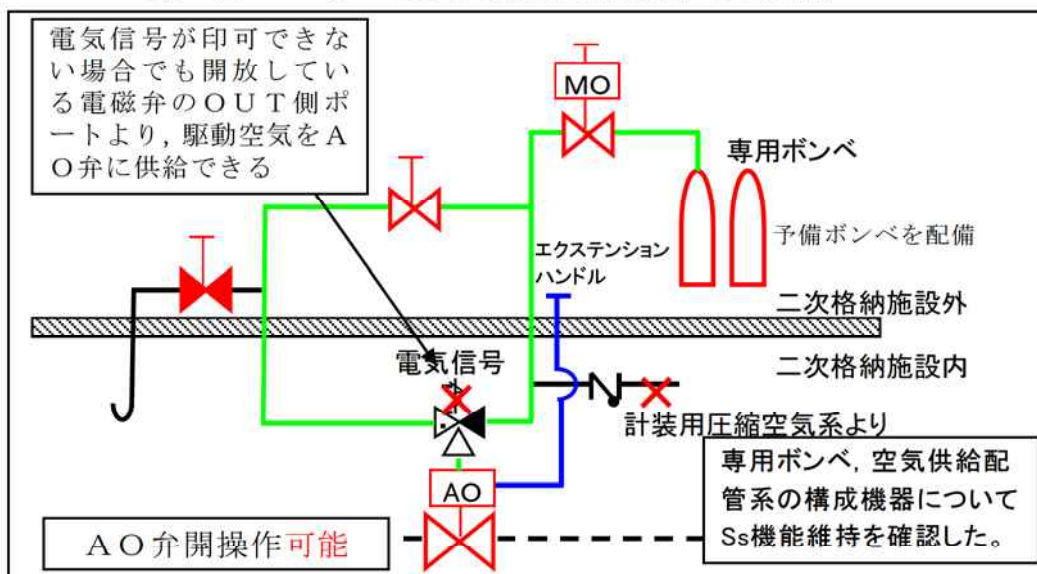 電気信号が印可できな
い場合でも開放してい
る電磁弁のＯＵＴ側ポ
ートより，駆動空気をＡ
Ｏ弁に供給できる
MO
専用ボンベ
予備ボンベを配備
エクステンション
ハンドル
二次格納施設外
二次格納施設内
電気信号
計装用圧縮空気系より
AO
専用ボンベ，空気供給配
管系の構成機器について
Ss機能維持を確認した。
ＡＯ弁開操作可能